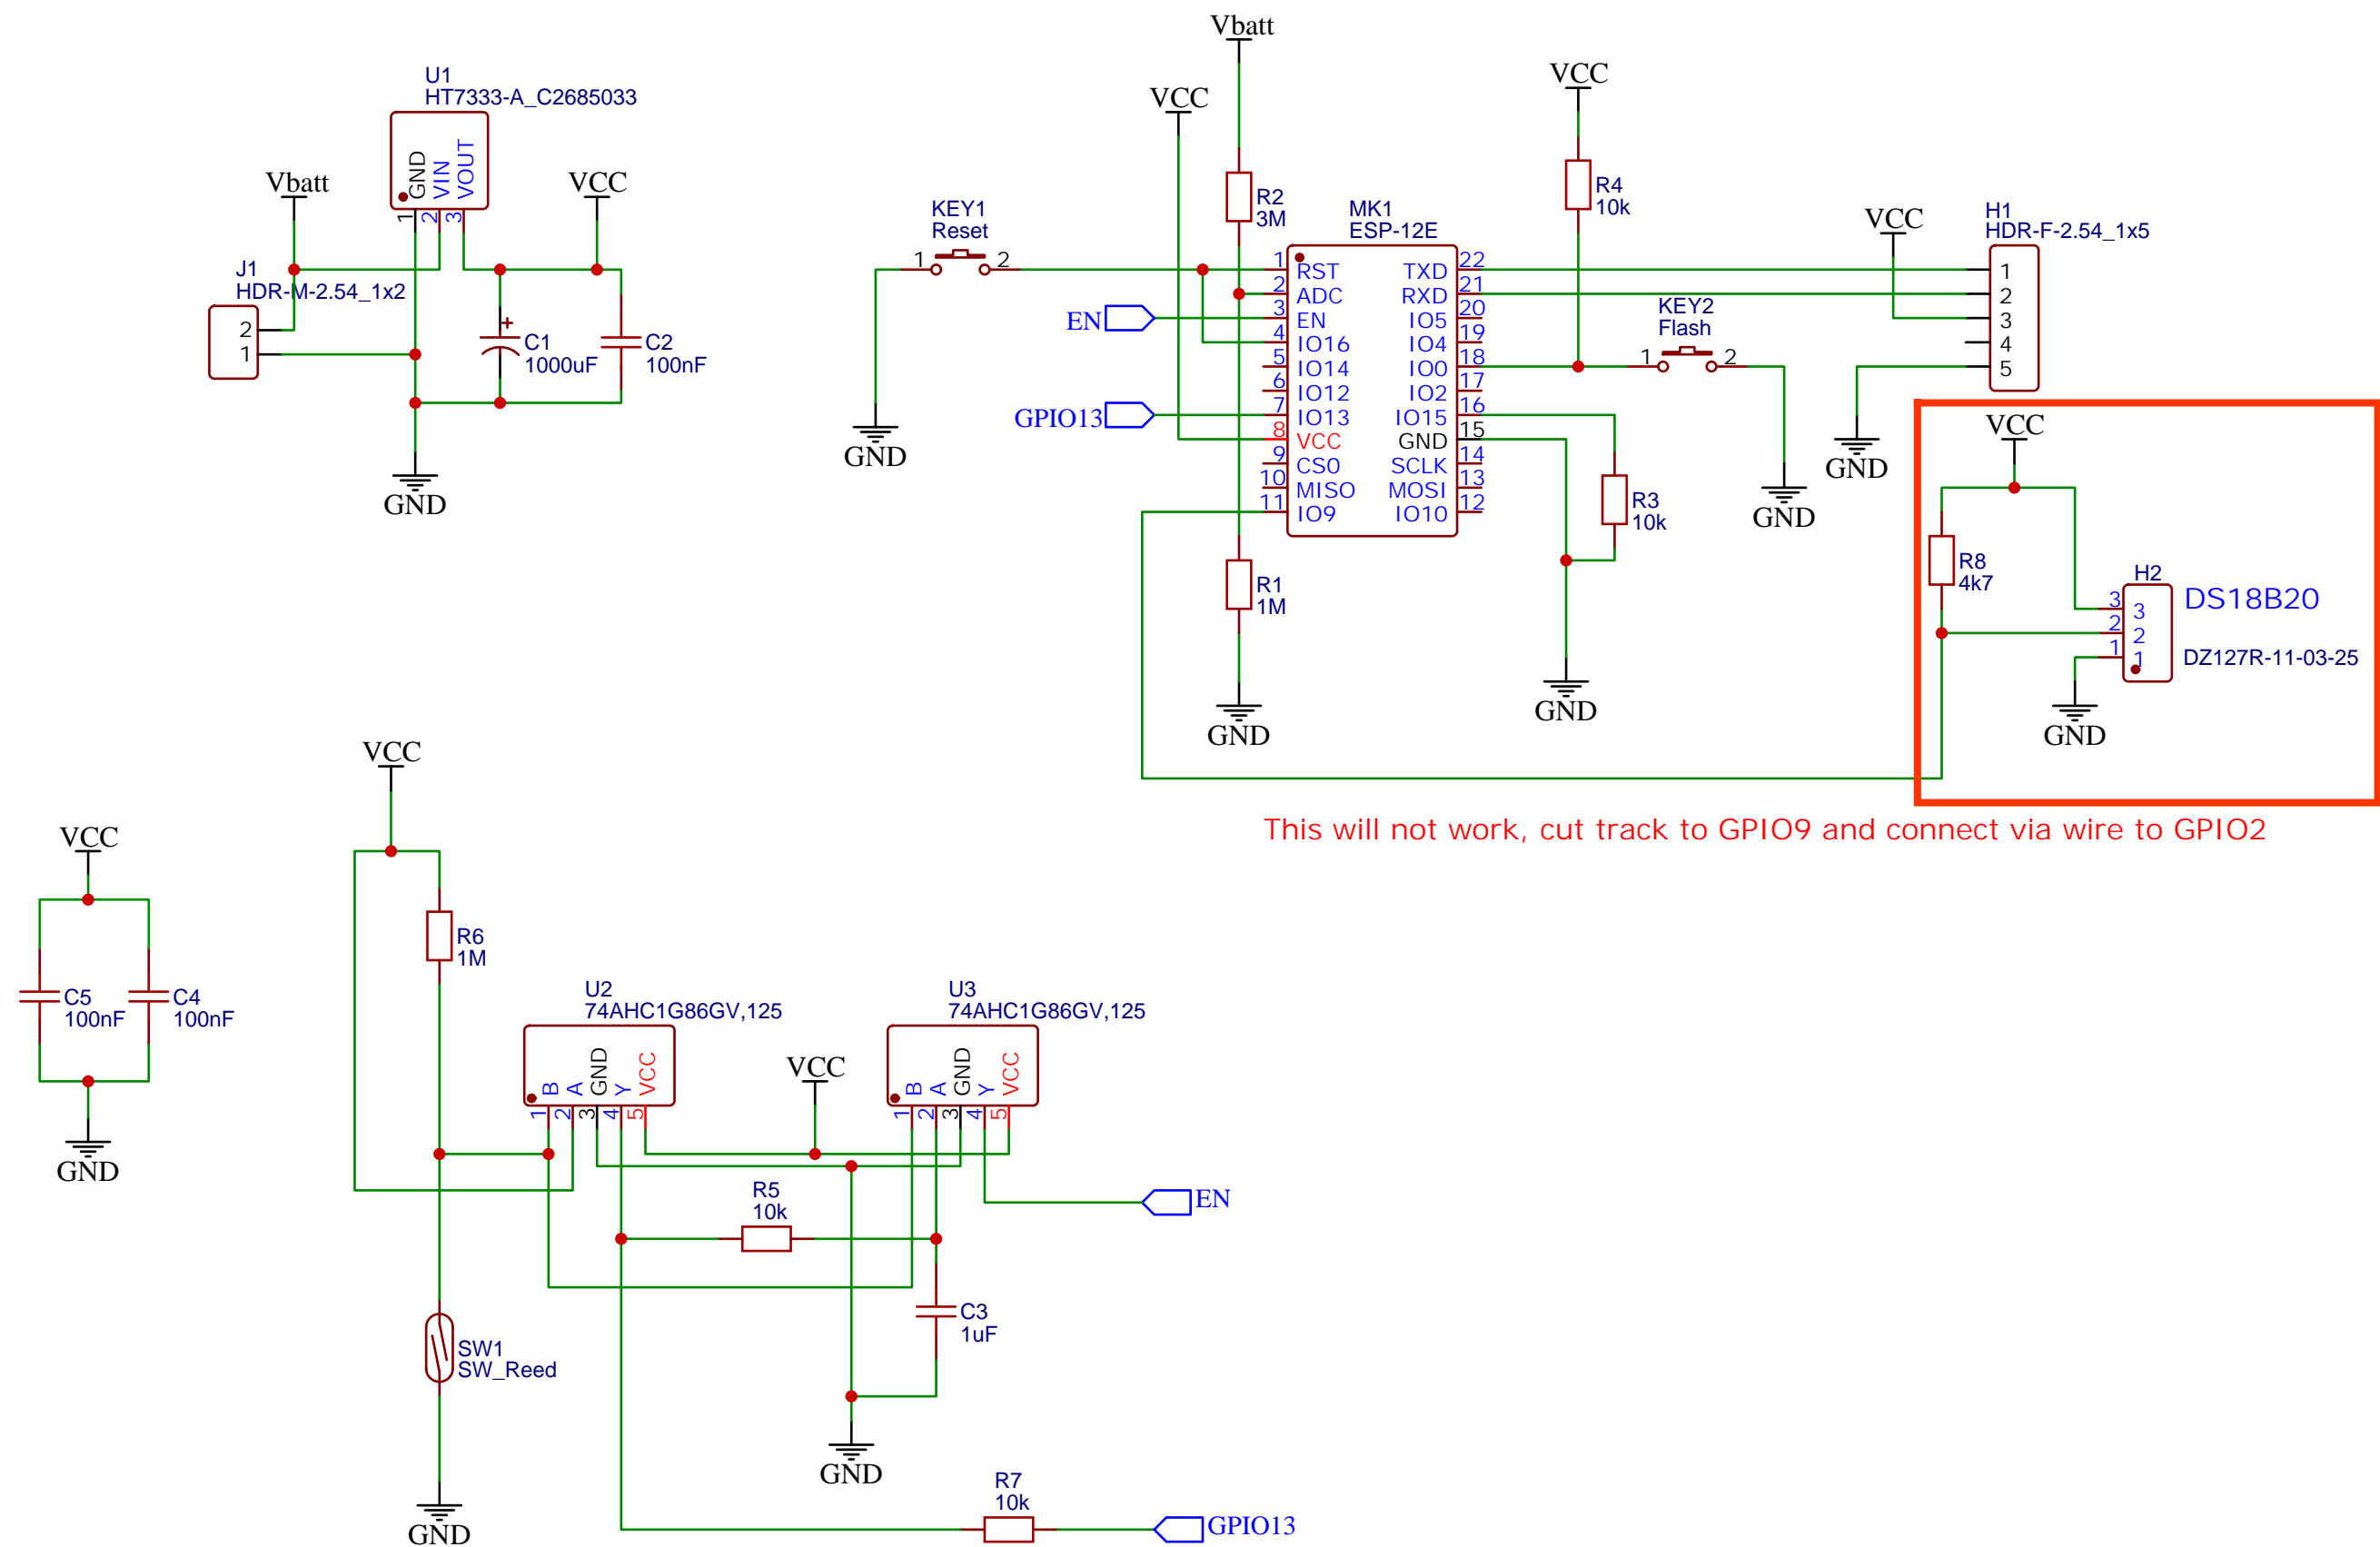 U1
HT7333-A_C2685033
GND
VIN
VOUT
1
2
3
Vbatt
VCC
J1
HDR-M-2.54_1x2
2
1
C1
1000uF
C2
100nF
GND
Vbatt
VCC
R2
3M
KEY1
Reset
1
2
GND
EN
GPIO13
MK1
ESP-12E
1 RST
2 ADC
3 EN
4 IO16
5 IO14
6 IO12
7 IO13
8 VCC
9 CS0
10 MISO
11 IO9
TXD 22
RXD 21
IO5 20
IO4 19
IO0 18
IO2 17
IO15 16
GND 15
SCLK 14
MOSI 13
IO10 12
R1
1M
GND
VCC
R4
10k
KEY2
Flash
1
2
GND
R3
10k
GND
VCC
H1
HDR-F-2.54_1x5
1
2
3
4
5
GND
VCC
R8
4k7
H2
3 3
2 2
1 1
DS18B20
DZ127R-11-03-25
GND
This will not work, cut track to GPIO9 and connect via wire to GPIO2
VCC
C5
100nF
C4
100nF
GND
VCC
R6
1M
SW1
SW_Reed
GND
U2
74AHC1G86GV,125
B
A
GND
Y
VCC
1
2
3
4
5
VCC
U3
74AHC1G86GV,125
B
A
GND
Y
VCC
1
2
3
4
5
R5
10k
EN
C3
1uF
GND
R7
10k
GPIO13